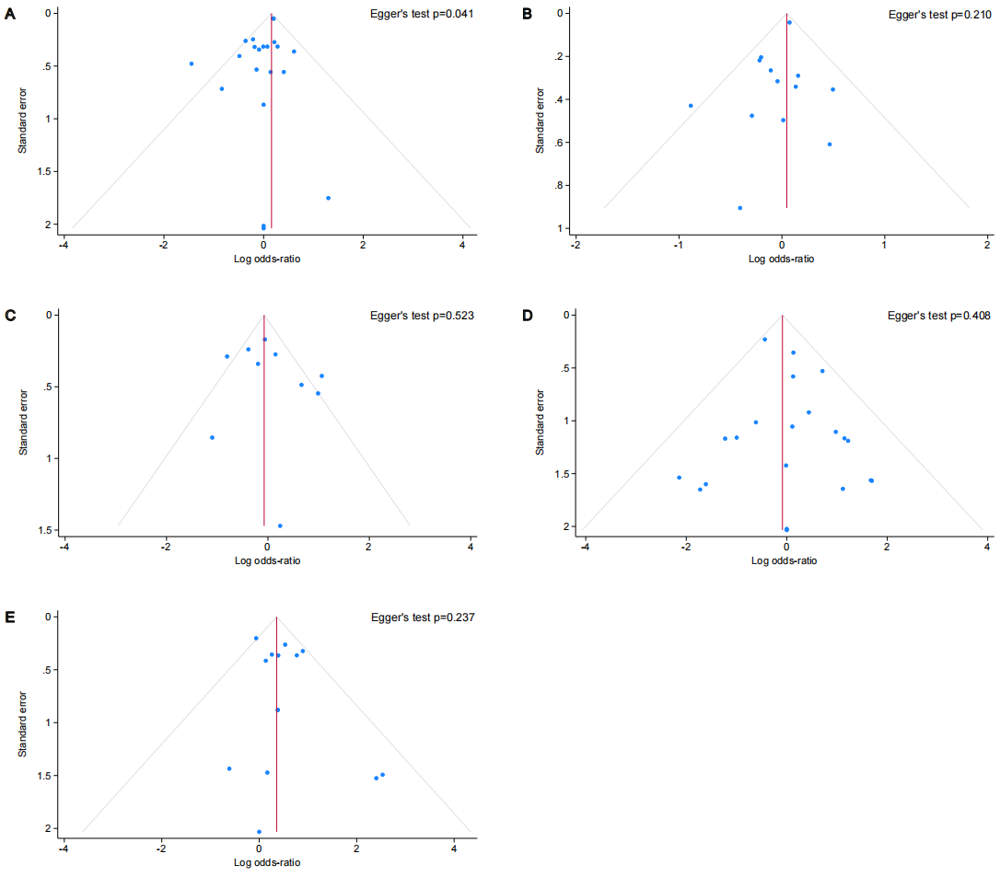 A
Egger's test p=0.041
Standard error
0
.5
1
1.5
2
-4
-2
0
2
4
Log odds-ratio
B
Egger's test p=0.210
Standard error
0
.2
.4
.6
.8
1
-2
-1
0
1
2
Log odds-ratio
C
Egger's test p=0.523
Standard error
0
.5
1
1.5
-4
-2
0
2
4
Log odds-ratio
D
Egger's test p=0.408
Standard error
0
.5
1
1.5
2
-4
-2
0
2
4
Log odds-ratio
E
Egger's test p=0.237
Standard error
0
.5
1
1.5
2
-4
-2
0
2
4
Log odds-ratio